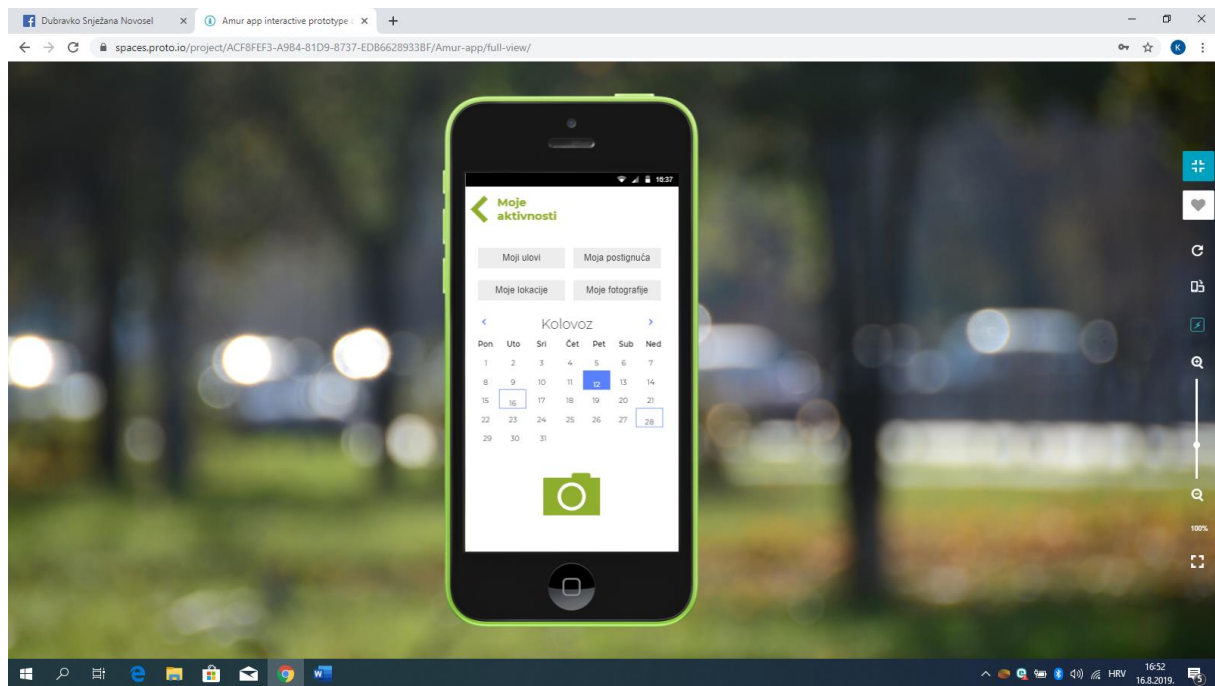 Dubravko Snježana Novosel
Amur app interactive prototype
spaces.proto.io/project/ACF8FEF3-A9B4-81D9-8737-EDB6628933BF/Amur-app/full-view/
K
16:37
Moje
aktivnosti
Moji ulovi Moja postignuća
Moje lokacije Moje fotografije
Kolovoz
Pon Uto Sri Čet Pet Sub Ned
1 2 3 4 5 6 7
8 9 10 11 12 13 14
15 16 17 18 19 20 21
22 23 24 25 26 27 28
29 30 31
100%
HRV
16:52
16.8.2019.
5